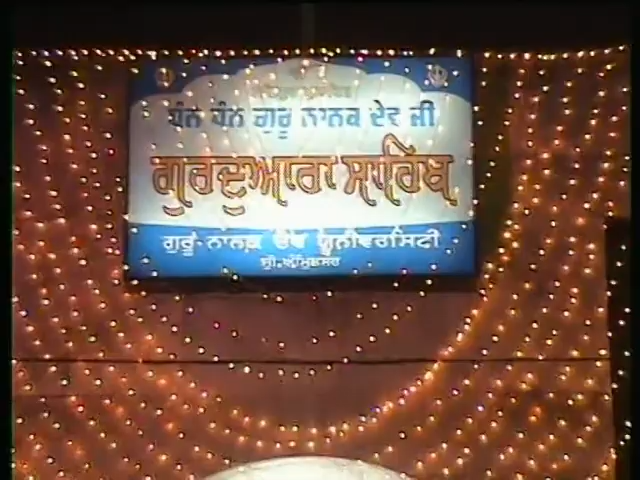 ਧੰਨ ਧੰਨ ਗੁਰੂ ਨਾਨਕ ਦੇਵ ਜੀ
ਗੁਰਦੁਆਰਾ ਸਾਹਿਬ
ਗੁਰੂ ਨਾਨਕ ਦੇਵ ਯੂਨੀਵਰਸਿਟੀ
ਸ੍ਰੀ ਅੰਮ੍ਰਿਤਸਰ